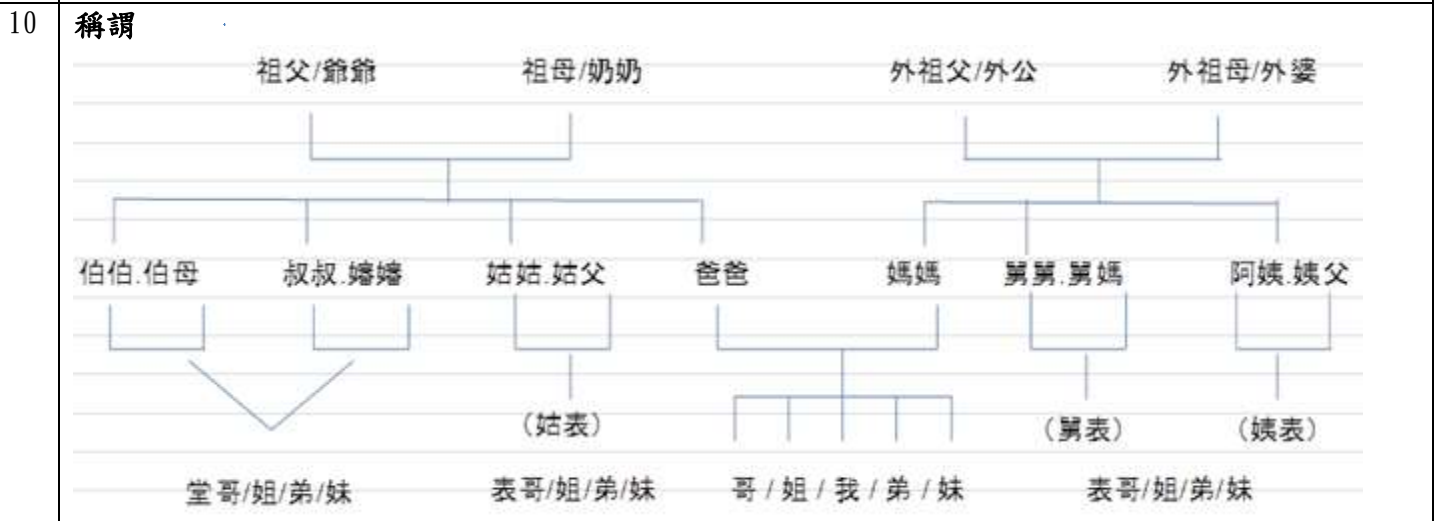 10 稱謂
祖父/爺爺 祖母/奶奶 外祖父/外公 外祖母/外婆
伯伯.伯母 叔叔.嬸嬸 姑姑.姑父 爸爸 媽媽 舅舅.舅媽 阿姨.姨父
(姑表) (舅表) (姨表)
堂哥/姐/弟/妹 表哥/姐/弟/妹 哥 / 姐 / 我 / 弟 / 妹 表哥/姐/弟/妹